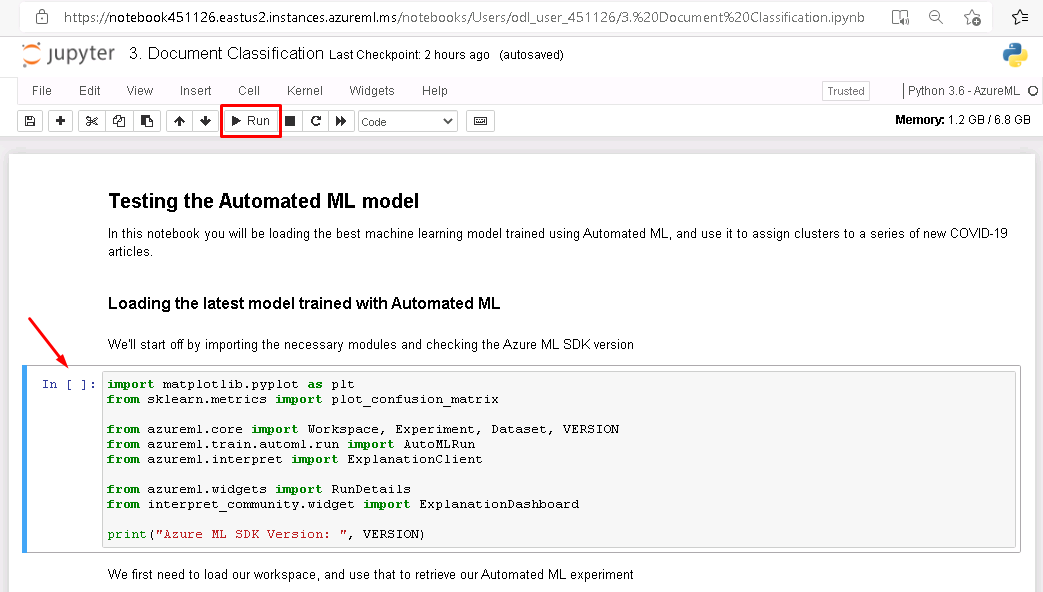 https://notebook451126.eastus2.instances.azureml.ms/notebooks/Users/odl_user_451126/3.%20Document%20Classification.ipynb
jupyter 3. Document Classification Last Checkpoint: 2 hours ago (autosaved)
File Edit View Insert Cell Kernel Widgets Help Trusted Python 3.6 - AzureML
Run Code Memory: 1.2 GB / 6.8 GB
Testing the Automated ML model
In this notebook you will be loading the best machine learning model trained using Automated ML, and use it to assign clusters to a series of new COVID-19
articles.
Loading the latest model trained with Automated ML
We'll start off by importing the necessary modules and checking the Azure ML SDK version
In [ ]: import matplotlib.pyplot as plt
from sklearn.metrics import plot_confusion_matrix
from azureml.core import Workspace, Experiment, Dataset, VERSION
from azureml.train.automl.run import AutoMLRun
from azureml.interpret import ExplanationClient
from azureml.widgets import RunDetails
from interpret_community.widget import ExplanationDashboard
print("Azure ML SDK Version: ", VERSION)
We first need to load our workspace, and use that to retrieve our Automated ML experiment